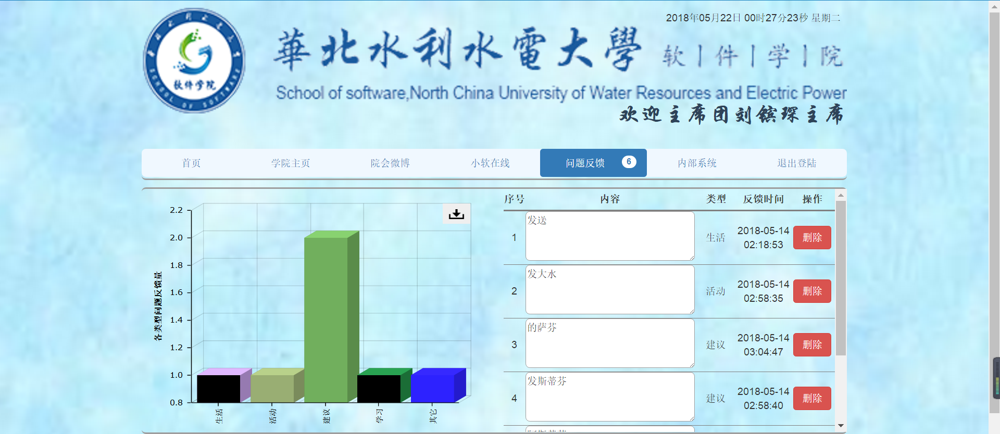 2018年05月22日 00时27分23秒 星期二
華北水利水電大學 软|件|学|院
School of software,North China University of Water Resources and Electric Power
软件学院
SCHOOL OF SOFTWARE
欢迎主席团刘镔琛主席
首页 学院主页 院会微博 小软在线 问题反馈 6 内部系统 退出登陆
各类型问题反馈量
2.2
2.0
1.8
1.6
1.4
1.2
1.0
0.8
生活 活动 建议 学习 其它
序号 内容 类型 反馈时间 操作
1 发送 生活 2018-05-14 02:18:53 删除
2 发大水 活动 2018-05-14 02:58:35 删除
3 的萨芬 建议 2018-05-14 03:04:47 删除
4 发斯蒂芬 建议 2018-05-14 02:58:40 删除